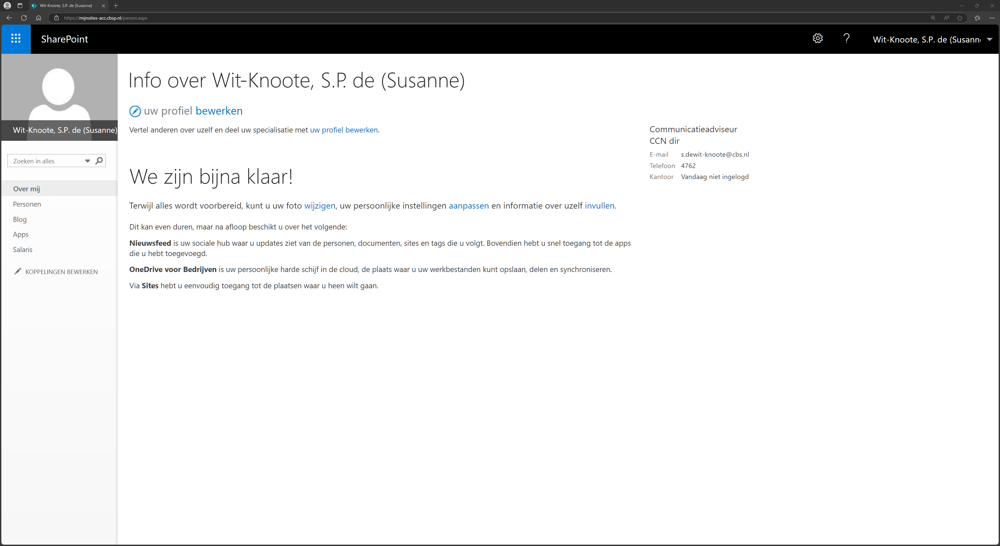 Wit-Knoote, S.P. de (Susanne)
https://mijnsites-acc.cbsp.nl/person.aspx
SharePoint
Wit-Knoote, S.P. de (Susann
Wit-Knoote, S.P. de (Susanne)
Zoeken in alles
Over mij
Personen
Blog
Apps
Salaris
KOPPELINGEN BEWERKEN
Info over Wit-Knoote, S.P. de (Susanne)
uw profiel bewerken
Vertel anderen over uzelf en deel uw specialisatie met uw profiel bewerken.
We zijn bijna klaar!
Terwijl alles wordt voorbereid, kunt u uw foto wijzigen, uw persoonlijke instellingen aanpassen en informatie over uzelf invullen.
Dit kan even duren, maar na afloop beschikt u over het volgende:
Nieuwsfeed is uw sociale hub waar u updates ziet van de personen, documenten, sites en tags die u volgt. Bovendien hebt u snel toegang tot de apps
die u hebt toegevoegd.
OneDrive voor Bedrijven is uw persoonlijke harde schijf in de cloud, de plaats waar u uw werkbestanden kunt opslaan, delen en synchroniseren.
Via Sites hebt u eenvoudig toegang tot de plaatsen waar u heen wilt gaan.
Communicatieadviseur
CCN dir
E-mail s.dewit-knoote@cbs.nl
Telefoon 4762
Kantoor Vandaag niet ingelogd